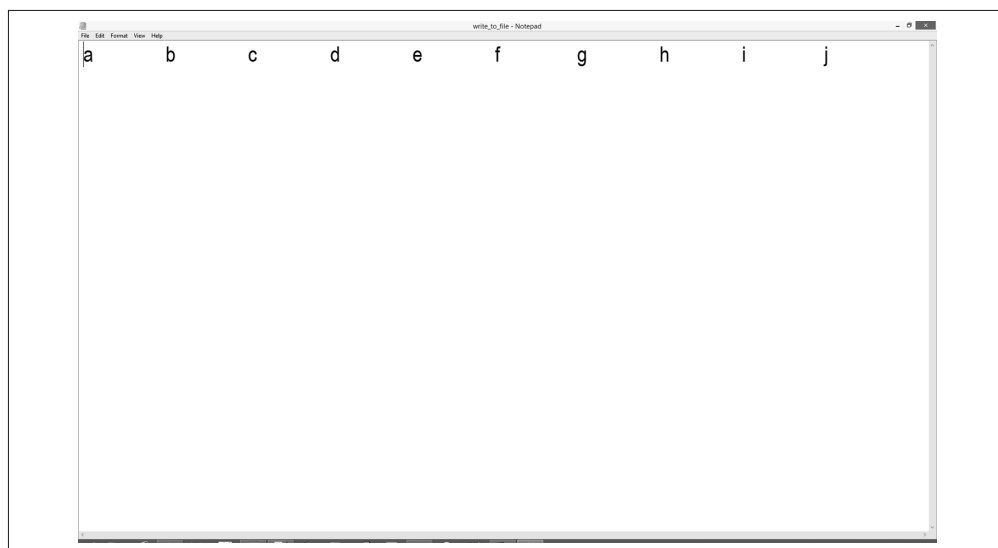 write_to_file - Notepad
File Edit Format View Help
a b c d e f g h i j